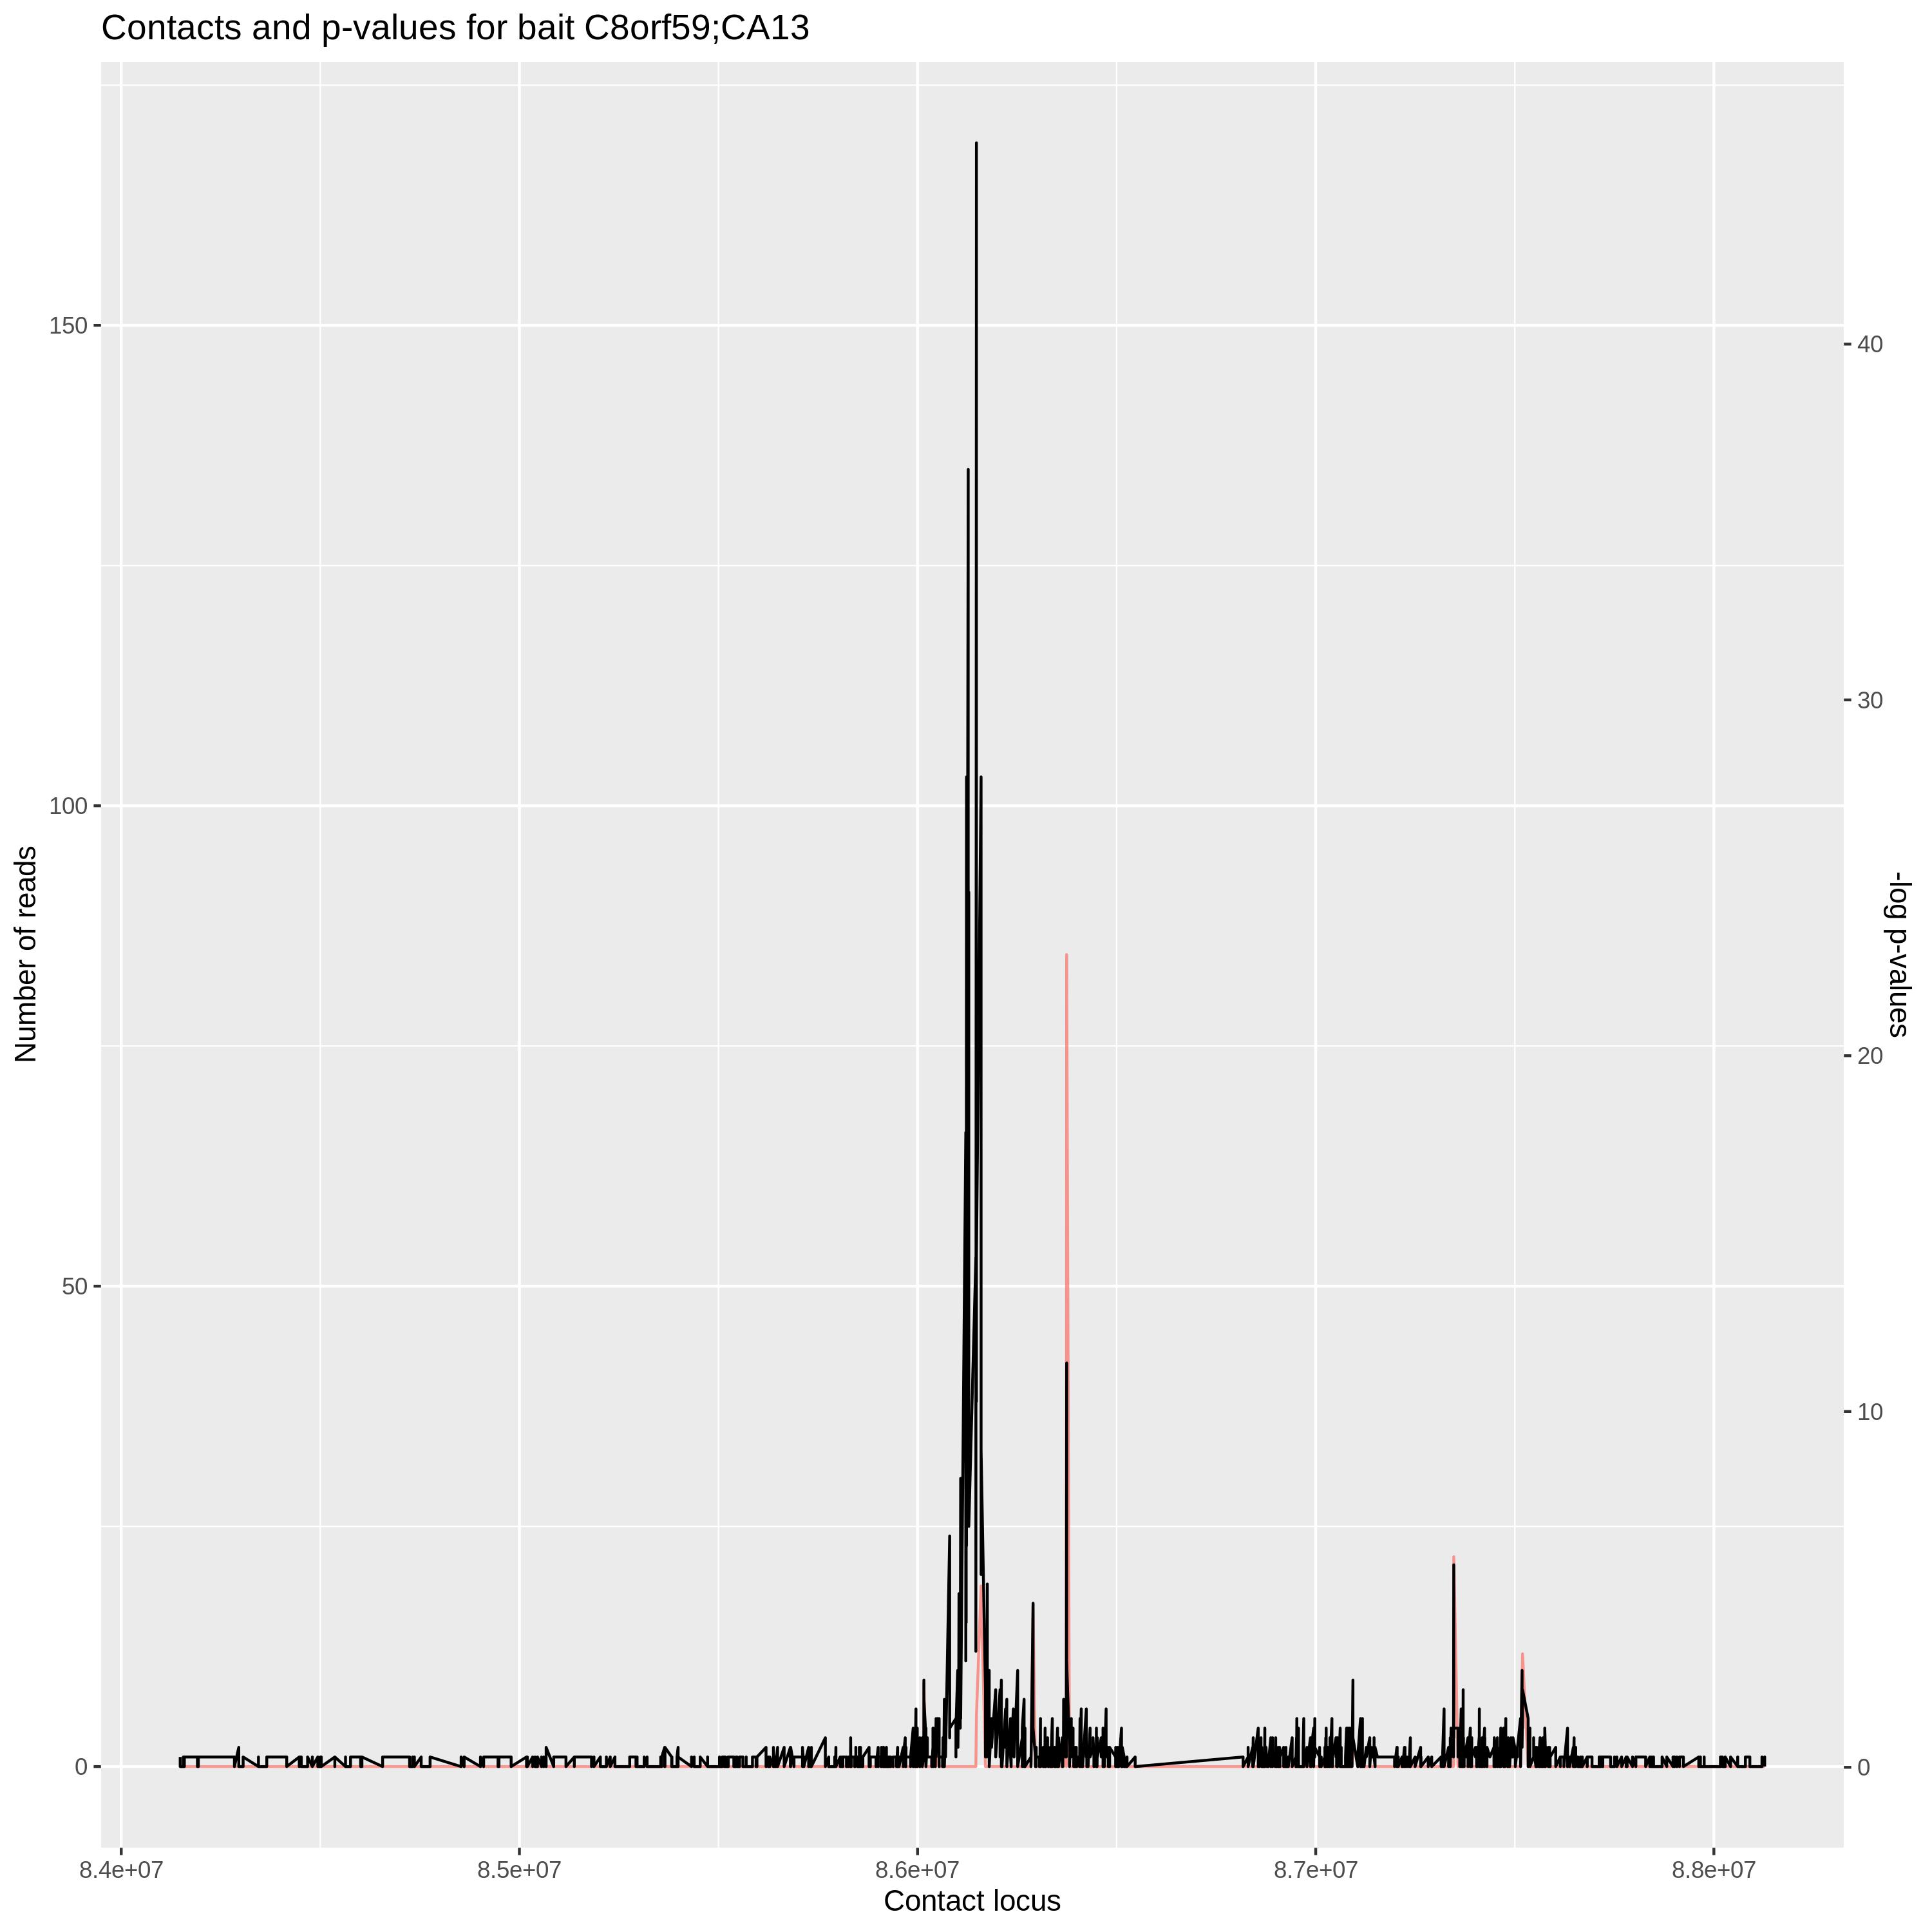 Contacts and p-values for bait C8orf59;CA13
150
100
50
0
Number of reads
40
30
20
10
0
-log p-values
8.4e+07
8.5e+07
8.6e+07
8.7e+07
8.8e+07
Contact locus